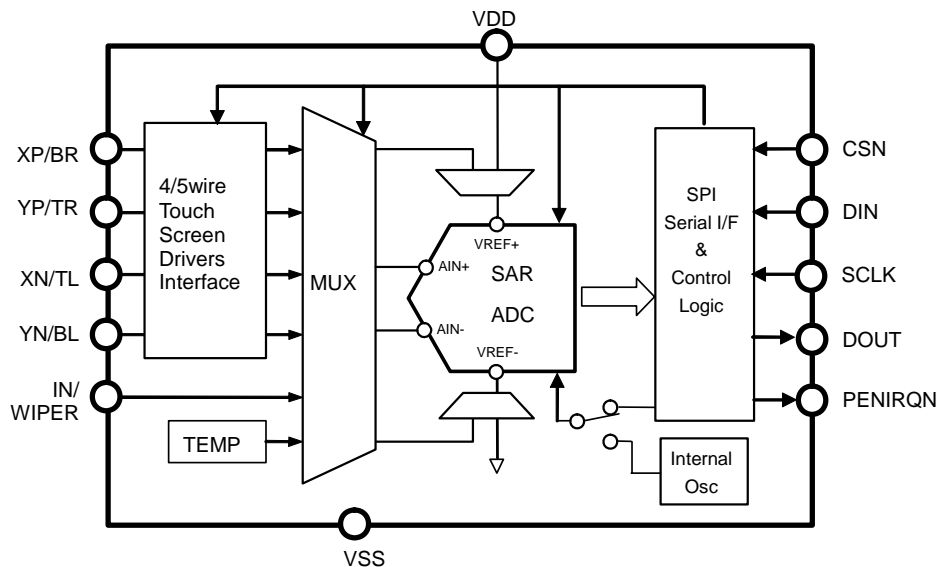 VDD
XP/BR
YP/TR
XN/TL
YN/BL
IN/
WIPER
4/5wire
Touch
Screen
Drivers
Interface
TEMP
MUX
VREF+
AIN+
SAR
ADC
AIN-
VREF-
SPI
Serial I/F
&
Control
Logic
Internal
Osc
CSN
DIN
SCLK
DOUT
PENIRQN
VSS